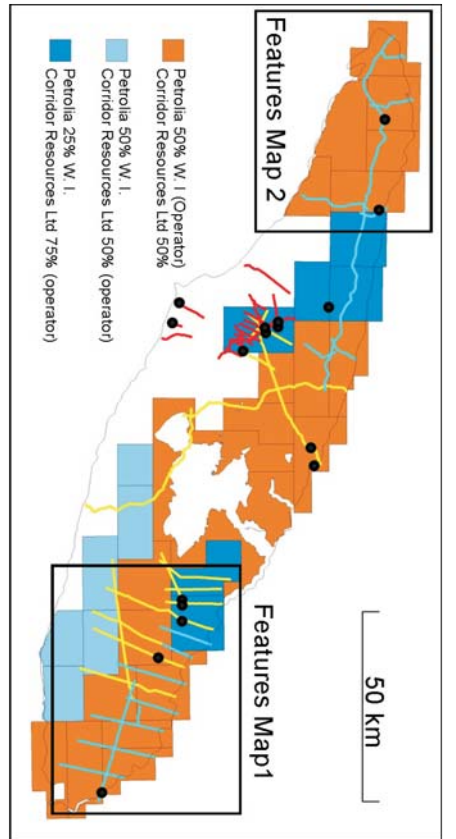 Features Map 2
Features Map1
50 km
Petrolia 50% W. I (Operator)
Corridor Resources Ltd 50%
Petrolia 50% W. I.
Corridor Resources Ltd 50% (operator)
Petrolia 25% W. I.
Corridor Resources Ltd 75% (operator)